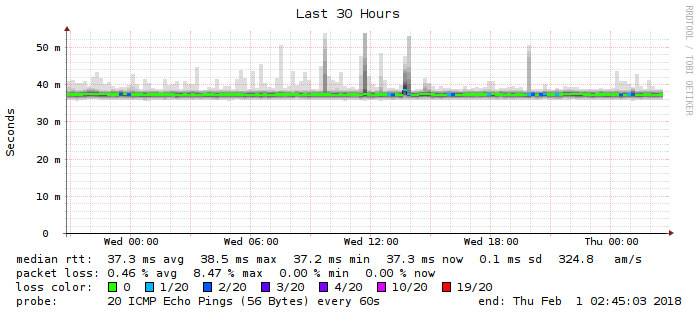 Last 30 Hours
RRDTOOL / TOBI OETIKER
Seconds
50 m
40 m
30 m
20 m
10 m
0
Wed 00:00 Wed 06:00 Wed 12:00 Wed 18:00 Thu 00:00
median rtt: 37.3 ms avg 38.5 ms max 37.2 ms min 37.3 ms now 0.1 ms sd 324.8 am/s
packet loss: 0.46 % avg 8.47 % max 0.00 % min 0.00 % now
loss color: 0 1/20 2/20 3/20 4/20 10/20 19/20
probe: 20 ICMP Echo Pings (56 Bytes) every 60s end: Thu Feb 1 02:45:03 2018